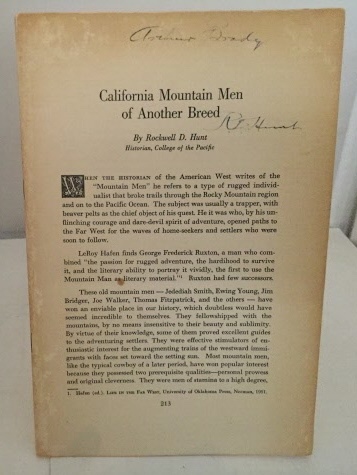 Arthur Brady
California Mountain Men
of Another Breed
R. D. Hunt
By Rockwell D. Hunt
Historian, College of the Pacific
WHEN THE HISTORIAN of the American West writes of the
"Mountain Men" he refers to a type of rugged individ-
ualist that broke trails through the Rocky Mountain region
and on to the Pacific Ocean. The subject was usually a trapper, with
beaver pelts as the chief object of his quest. He it was who, by his un-
flinching courage and dare-devil spirit of adventure, opened paths to
the Far West for the waves of home-seekers and settlers who were
soon to follow.
LeRoy Hafen finds George Frederick Ruxton, a man who com-
bined "the passion for rugged adventure, the hardihood to survive
it, and the literary ability to portray it vividly, the first to use the
Mountain Man as literary material."¹ Ruxton had few successors.
These old mountain men — Jedediah Smith, Ewing Young, Jim
Bridger, Joe Walker, Thomas Fitzpatrick, and the others — have
won an enviable place in our history, which doubtless would have
seemed incredible to themselves. They fellowshipped with the
mountains, by no means insensitive to their beauty and sublimity.
By virtue of their knowledge, some of them proved excellent guides
to the adventuring settlers. They were effective stimulators of en-
thusiastic interest for the augmenting trains of the westward immi-
grants with faces set toward the setting sun. Most mountain men,
like the typical cowboy of a later period, have won popular interest
because they possessed two prerequisite qualities—personal prowess
and original cleverness. They were men of stamina to a high degree,
1. Hafen (ed.) LIFE IN THE FAR WEST, University of Oklahoma Press, Norman, 1951.
213